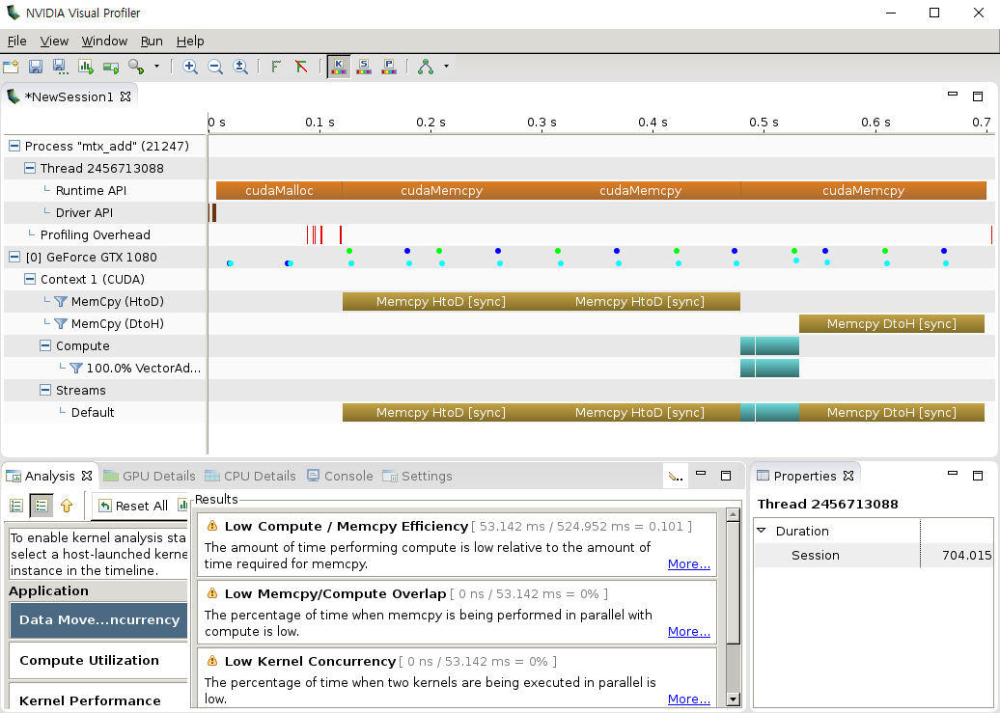 NVIDIA Visual Profiler
File View Window Run Help
*NewSession1
0 s 0.1 s 0.2 s 0.3 s 0.4 s 0.5 s 0.6 s 0.7
Process "mtx_add" (21247)
Thread 2456713088
Runtime API cudaMalloc cudaMemcpy cudaMemcpy cudaMemcpy
Driver API
Profiling Overhead
[0] GeForce GTX 1080
Context 1 (CUDA)
MemCpy (HtoD) Memcpy HtoD [sync] Memcpy HtoD [sync]
MemCpy (DtoH) Memcpy DtoH [sync]
Compute
100.0% VectorAd...
Streams
Default Memcpy HtoD [sync] Memcpy HtoD [sync] Memcpy DtoH [sync]
Analysis GPU Details CPU Details Console Settings
Reset All
To enable kernel analysis sta
select a host-launched kerne
instance in the timeline.
Application
Data Move...ncurrency
Compute Utilization
Kernel Performance
Results
Low Compute / Memcpy Efficiency [ 53.142 ms / 524.952 ms = 0.101 ]
The amount of time performing compute is low relative to the amount of
time required for memcpy. More...
Low Memcpy/Compute Overlap [ 0 ns / 53.142 ms = 0% ]
The percentage of time when memcpy is being performed in parallel with
compute is low. More...
Low Kernel Concurrency [ 0 ns / 53.142 ms = 0% ]
The percentage of time when two kernels are being executed in parallel is
low. More...
Properties
Thread 2456713088
Duration
Session 704.015